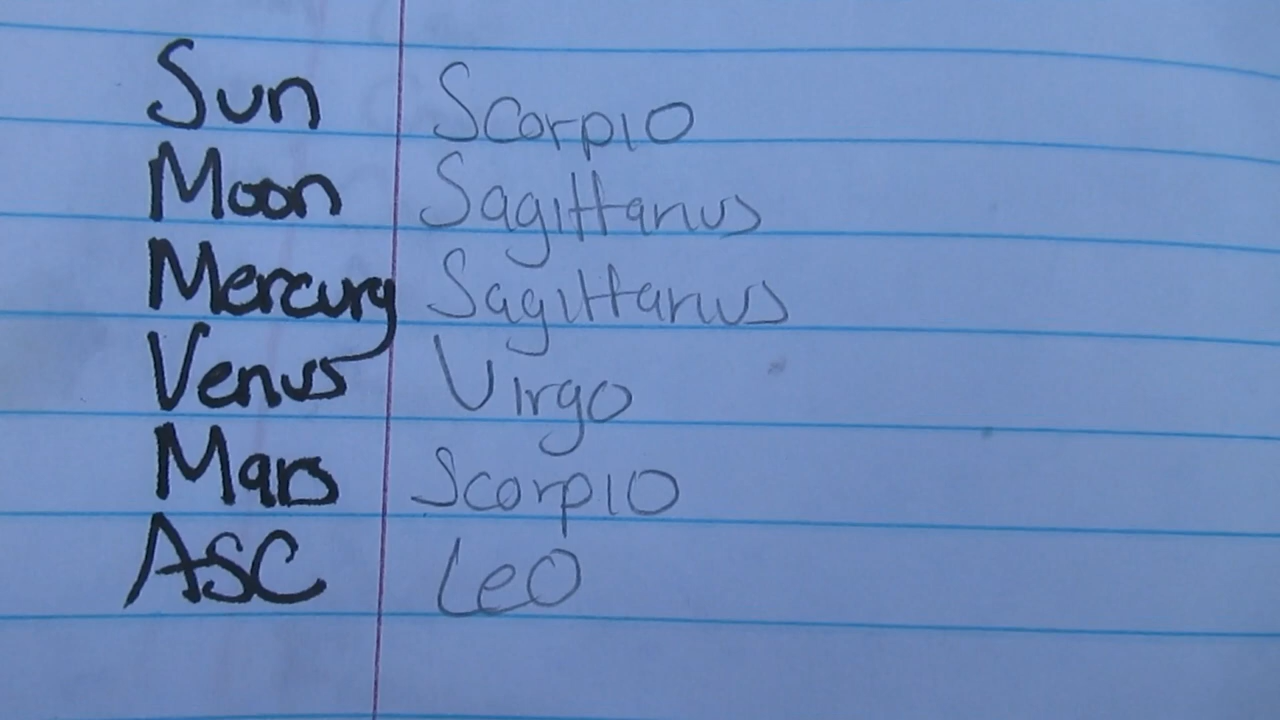 Sun Scorpio
Moon Sagittarius
Mercury Sagittarius
Venus Virgo
Mars Scorpio
ASC Leo